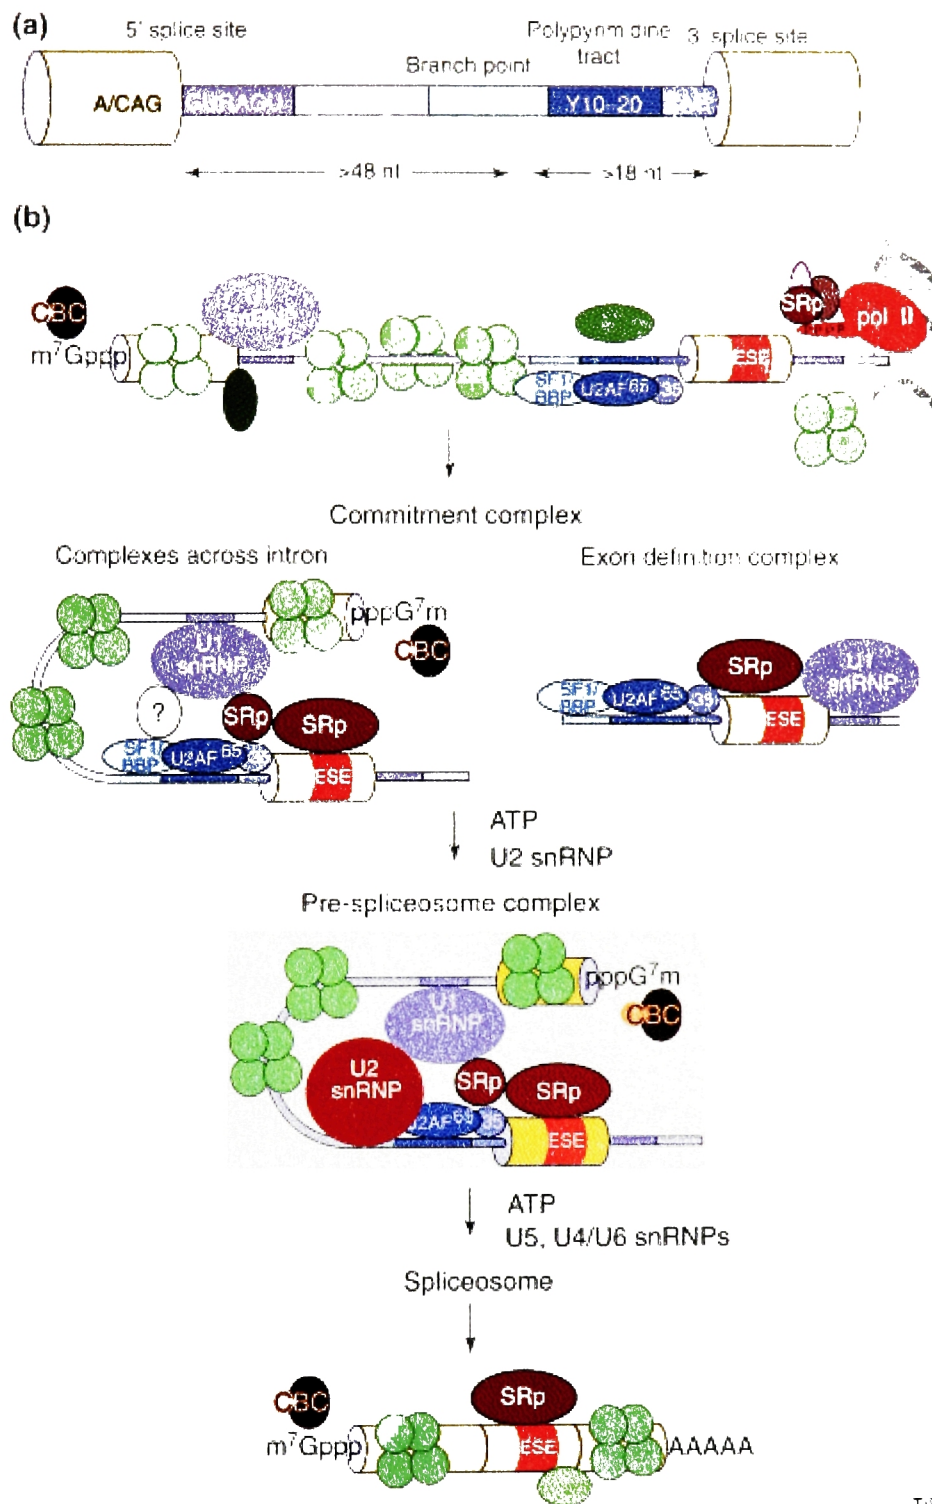 (a)
5' splice site
Polypyrimidine
tract
3' splice site
Branch point
A/CAG
GURAGU
Y10-20
>48 nt
>18 nt
(b)
CBC
m⁷Gppp
SRp
pol II
ESE
SF1/
BBP
U2AF⁶⁵
35
Commitment complex
Complexes across intron
Exon definition complex
pppG⁷m
CBC
U1
snRNP
?
SRp
SRp
SF1/
BBP
U2AF⁶⁵
35
ESE
SRp
U1
snRNP
SF1/
BBP
U2AF⁶⁵
35
ESE
ATP
U2 snRNP
Pre-spliceosome complex
pppG⁷m
CBC
U1
snRNP
U2
snRNP
SRp
SRp
U2AF⁶⁵
35
ESE
ATP
U5, U4/U6 snRNPs
Spliceosome
CBC
SRp
m⁷Gppp
ESE
AAAAA